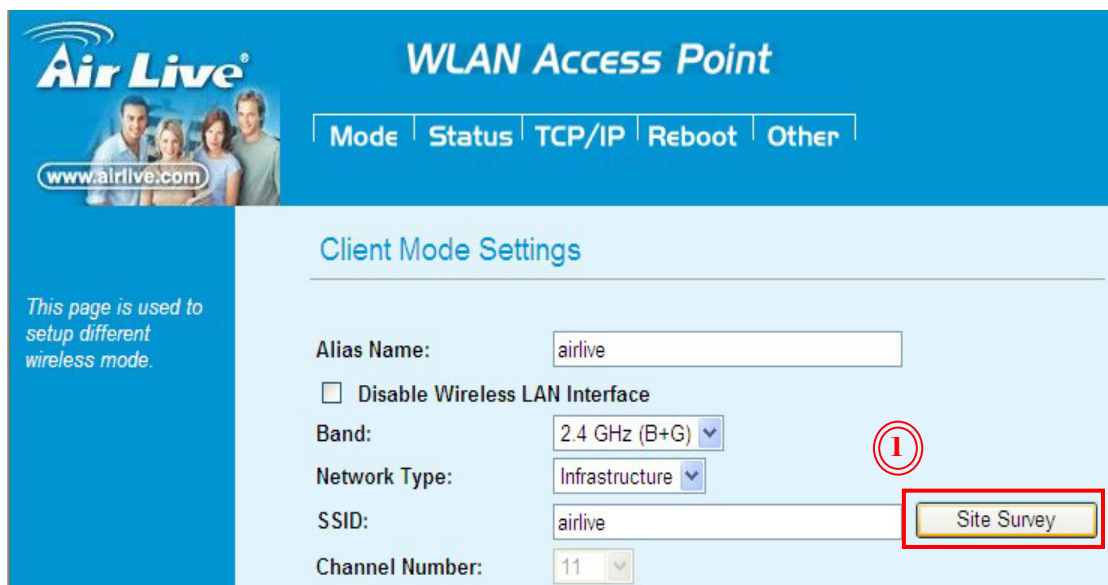 Air Live®
www.airlive.com
WLAN Access Point
Mode Status TCP/IP Reboot Other
Client Mode Settings
This page is used to
setup different
wireless mode.
Alias Name: airlive
Disable Wireless LAN Interface
Band: 2.4 GHz (B+G)
Network Type: Infrastructure
1
SSID: airlive Site Survey
Channel Number: 11